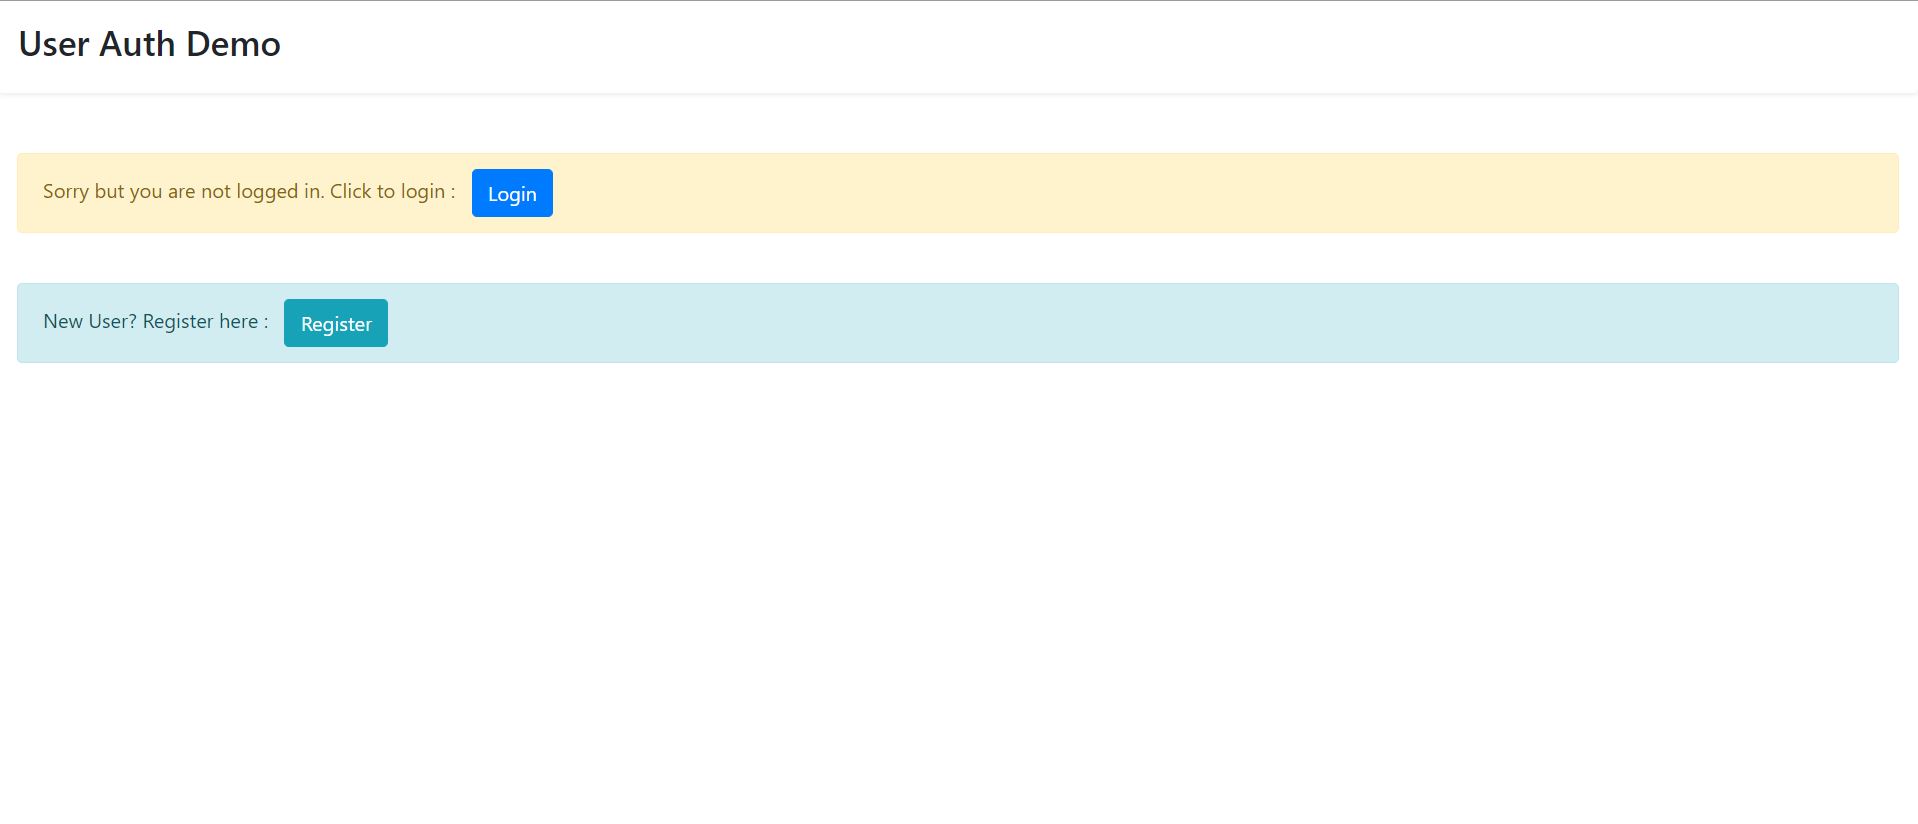 User Auth Demo
Sorry but you are not logged in. Click to login : Login
New User? Register here : Register